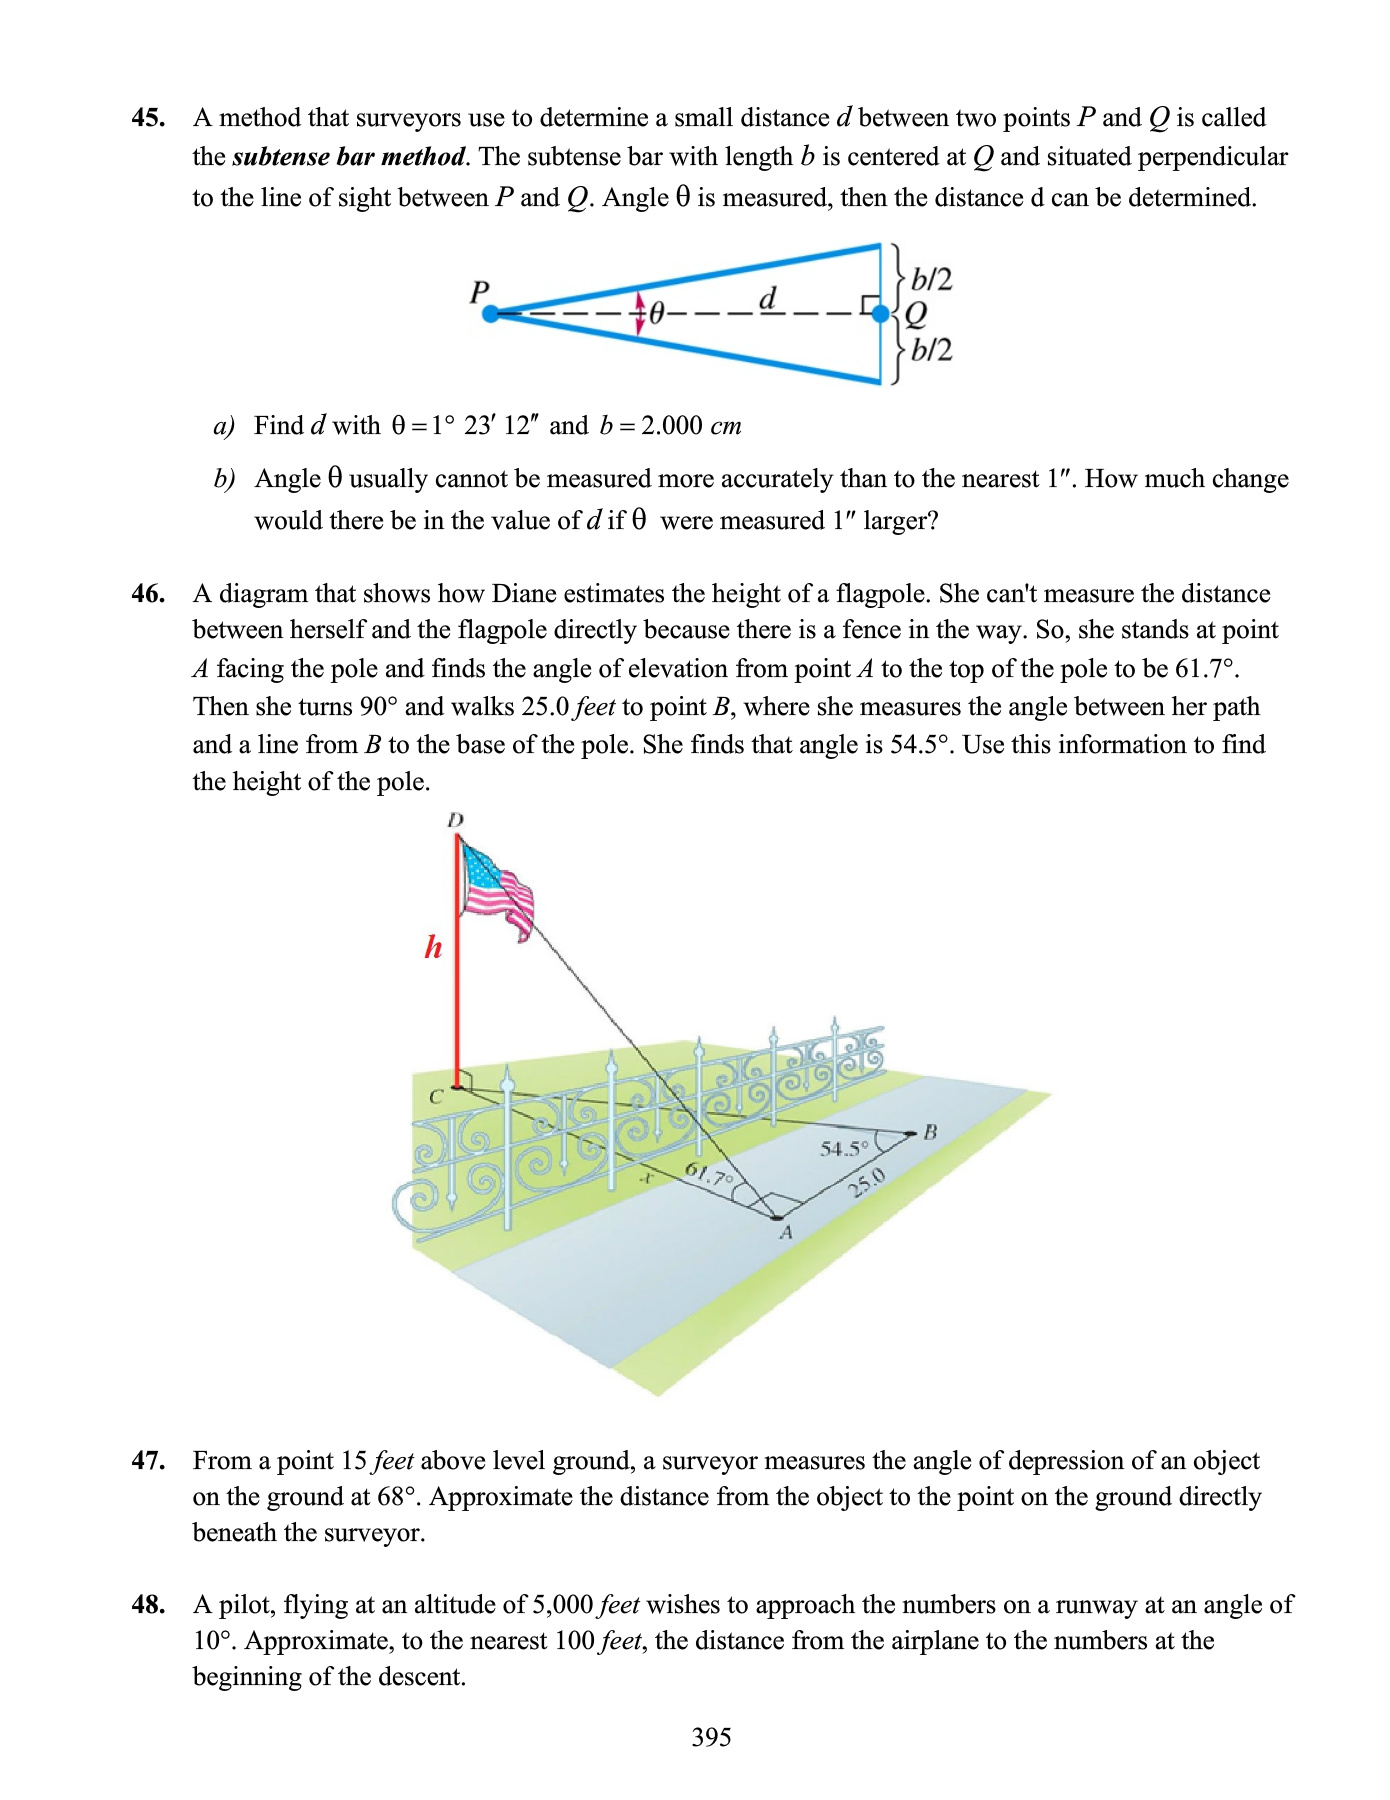 45. A method that surveyors use to determine a small distance d between two points P and Q is called
the subtense bar method. The subtense bar with length b is centered at Q and situated perpendicular
to the line of sight between P and Q. Angle θ is measured, then the distance d can be determined.
P
θ
d
b/2
Q
b/2
a) Find d with θ = 1° 23′ 12″ and b = 2.000 cm
b) Angle θ usually cannot be measured more accurately than to the nearest 1″. How much change
would there be in the value of d if θ were measured 1″ larger?
46. A diagram that shows how Diane estimates the height of a flagpole. She can't measure the distance
between herself and the flagpole directly because there is a fence in the way. So, she stands at point
A facing the pole and finds the angle of elevation from point A to the top of the pole to be 61.7°.
Then she turns 90° and walks 25.0 feet to point B, where she measures the angle between her path
and a line from B to the base of the pole. She finds that angle is 54.5°. Use this information to find
the height of the pole.
D
h
C
B
54.5°
x
61.7°
25.0
A
47. From a point 15 feet above level ground, a surveyor measures the angle of depression of an object
on the ground at 68°. Approximate the distance from the object to the point on the ground directly
beneath the surveyor.
48. A pilot, flying at an altitude of 5,000 feet wishes to approach the numbers on a runway at an angle of
10°. Approximate, to the nearest 100 feet, the distance from the airplane to the numbers at the
beginning of the descent.
395